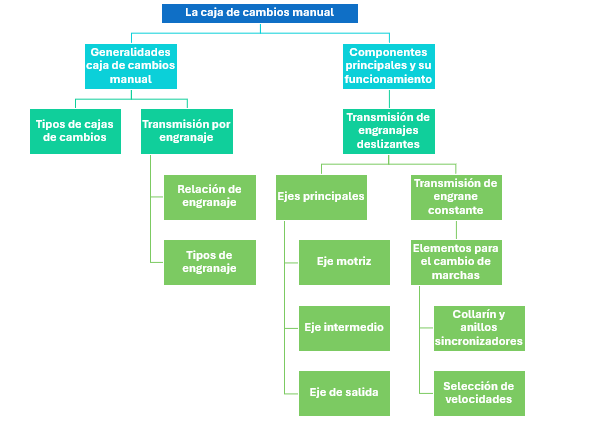 La caja de cambios manual
Generalidades
caja de cambios
manual
Componentes
principales y su
funcionamiento
Tipos de cajas
de cambios
Transmisión por
engranaje
Transmisión de
engranajes
deslizantes
Relación de
engranaje
Ejes principales
Transmisión de
engrane
constante
Tipos de
engranaje
Eje motriz
Elementos para
el cambio de
marchas
Eje intermedio
Collarín y
anillos
sincronizadores
Eje de salida
Selección de
velocidades